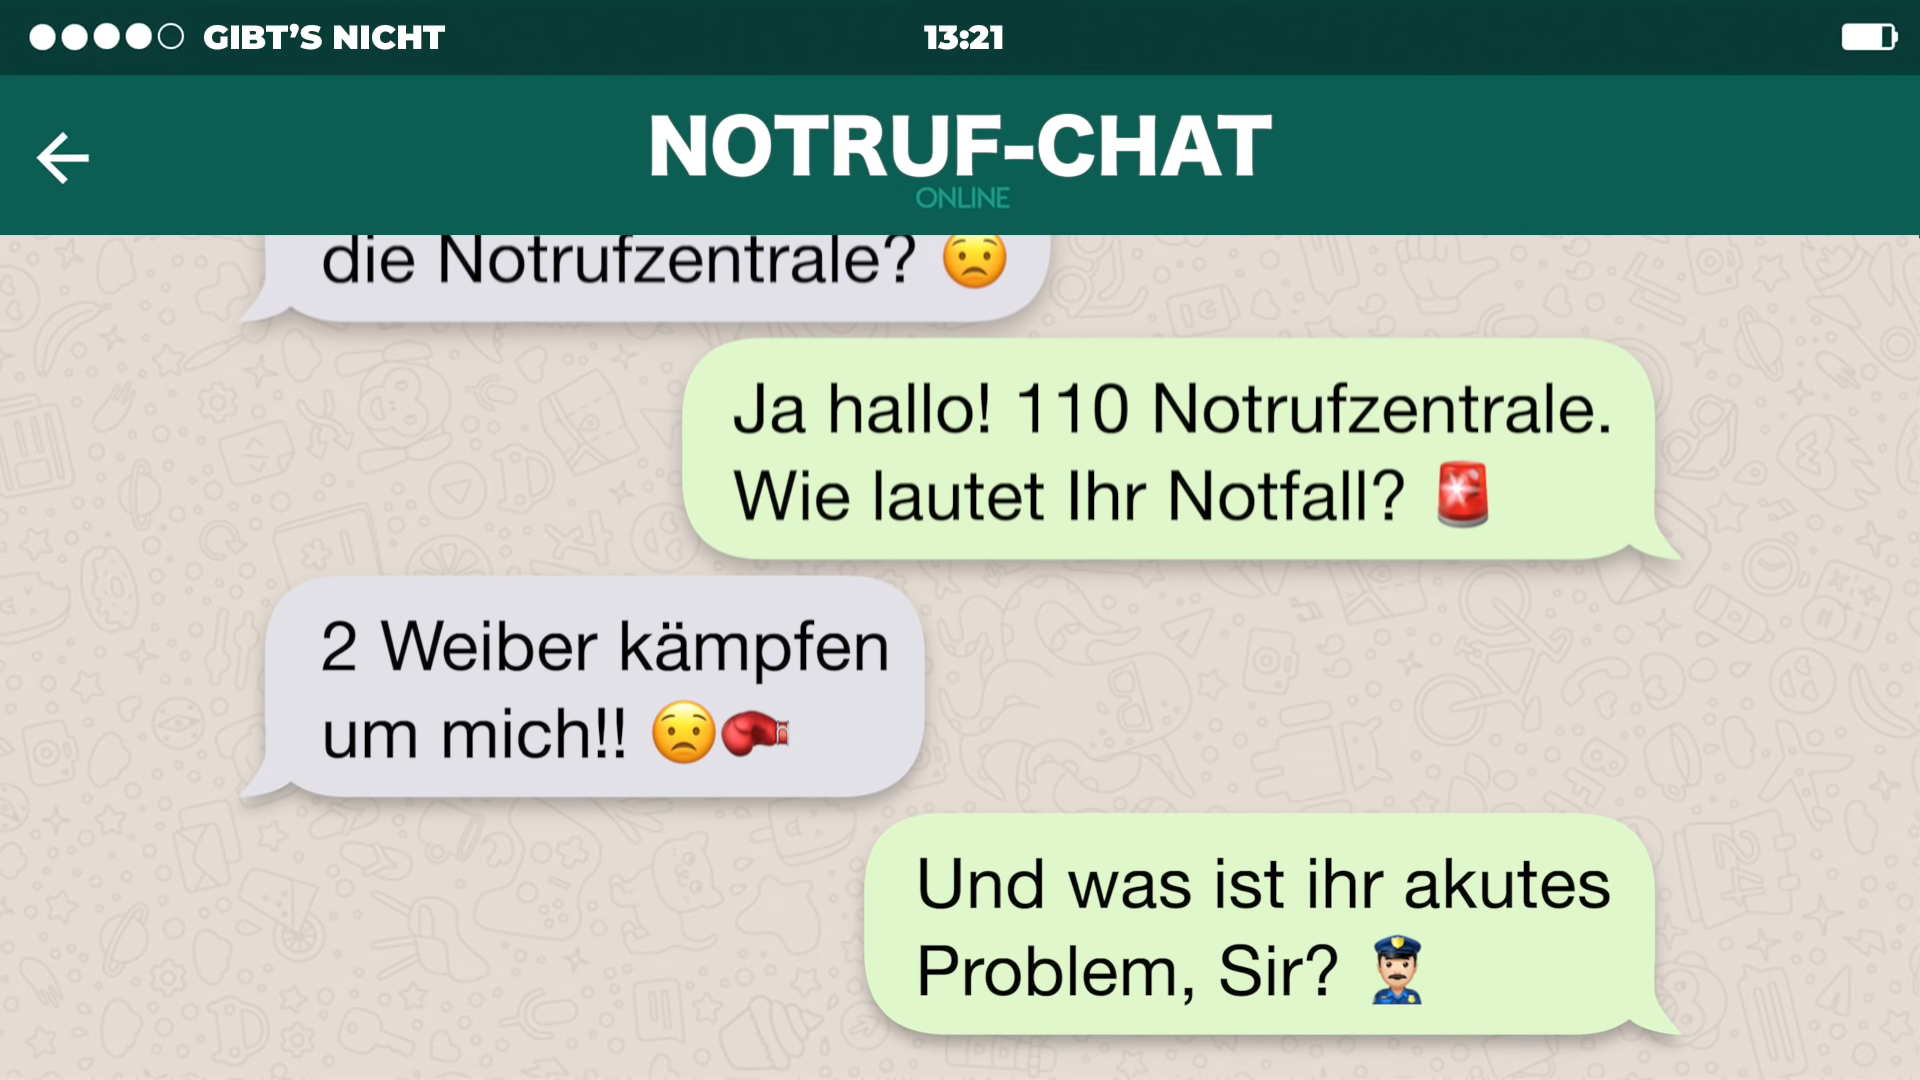 GIBT'S NICHT
13:21
NOTRUF-CHAT
ONLINE
die Notrufzentrale? 😟
Ja hallo! 110 Notrufzentrale.
Wie lautet Ihr Notfall? 🚨
2 Weiber kämpfen
um mich!! 😟🥊
Und was ist ihr akutes
Problem, Sir? 👮🏻‍♂️